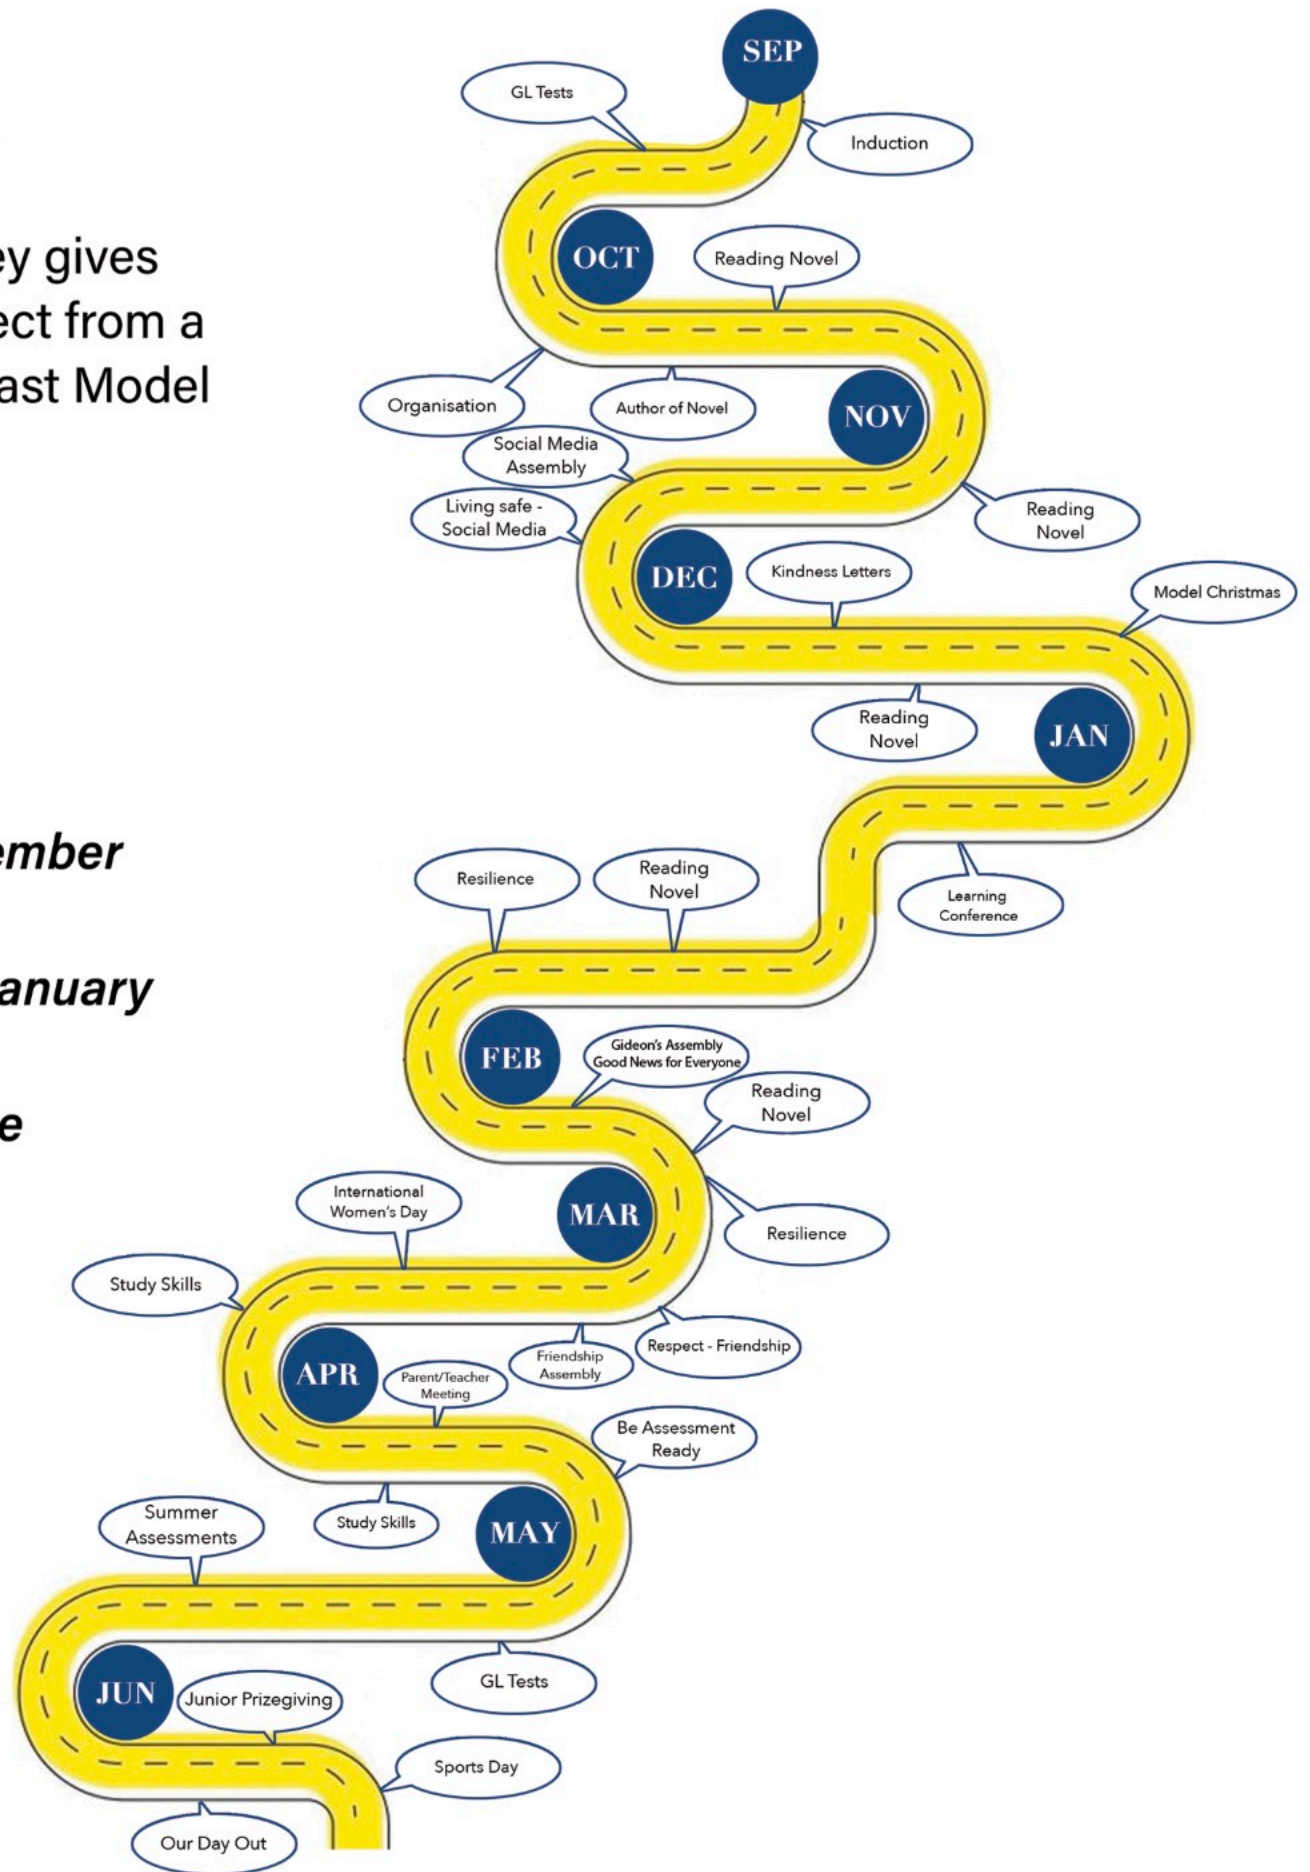 ey gives
ect from a
ast Model
ember
anuary
e
SEP
GL Tests
Induction
OCT
Reading Novel
Organisation
Author of Novel
NOV
Social Media
Assembly
Living safe -
Social Media
Reading
Novel
DEC
Kindness Letters
Model Christmas
Reading
Novel
JAN
Learning
Conference
Resilience
Reading
Novel
FEB
Gideon's Assembly
Good News for Everyone
Reading
Novel
MAR
Resilience
International
Women's Day
Study Skills
Respect - Friendship
Friendship
Assembly
APR
Parent/Teacher
Meeting
Be Assessment
Ready
Study Skills
MAY
Summer
Assessments
GL Tests
JUN
Junior Prizegiving
Sports Day
Our Day Out